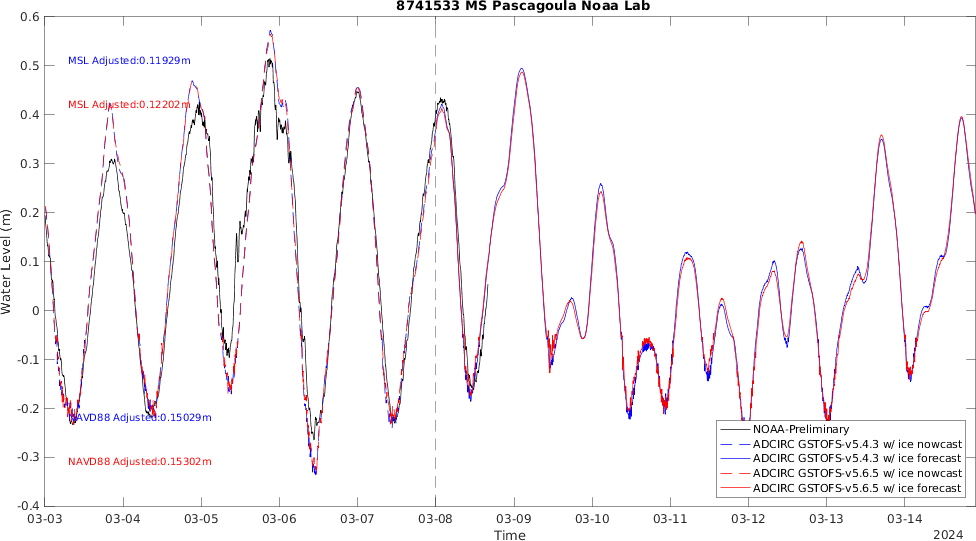 8741533 MS Pascagoula Noaa Lab
0.6
0.5
0.4
0.3
0.2
0.1
0
-0.1
-0.2
-0.3
-0.4
Water Level (m)
MSL Adjusted:0.11929m
MSL Adjusted:0.12202m
NAVD88 Adjusted:0.15029m
NAVD88 Adjusted:0.15302m
NOAA-Preliminary
ADCIRC GSTOFS-v5.4.3 w/ ice nowcast
ADCIRC GSTOFS-v5.4.3 w/ ice forecast
ADCIRC GSTOFS-v5.6.5 w/ ice nowcast
ADCIRC GSTOFS-v5.6.5 w/ ice forecast
03-03 03-04 03-05 03-06 03-07 03-08 03-09 03-10 03-11 03-12 03-13 03-14
Time
2024